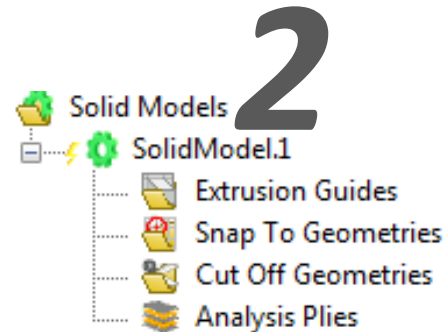 2
Solid Models
SolidModel.1
Extrusion Guides
Snap To Geometries
Cut Off Geometries
Analysis Plies